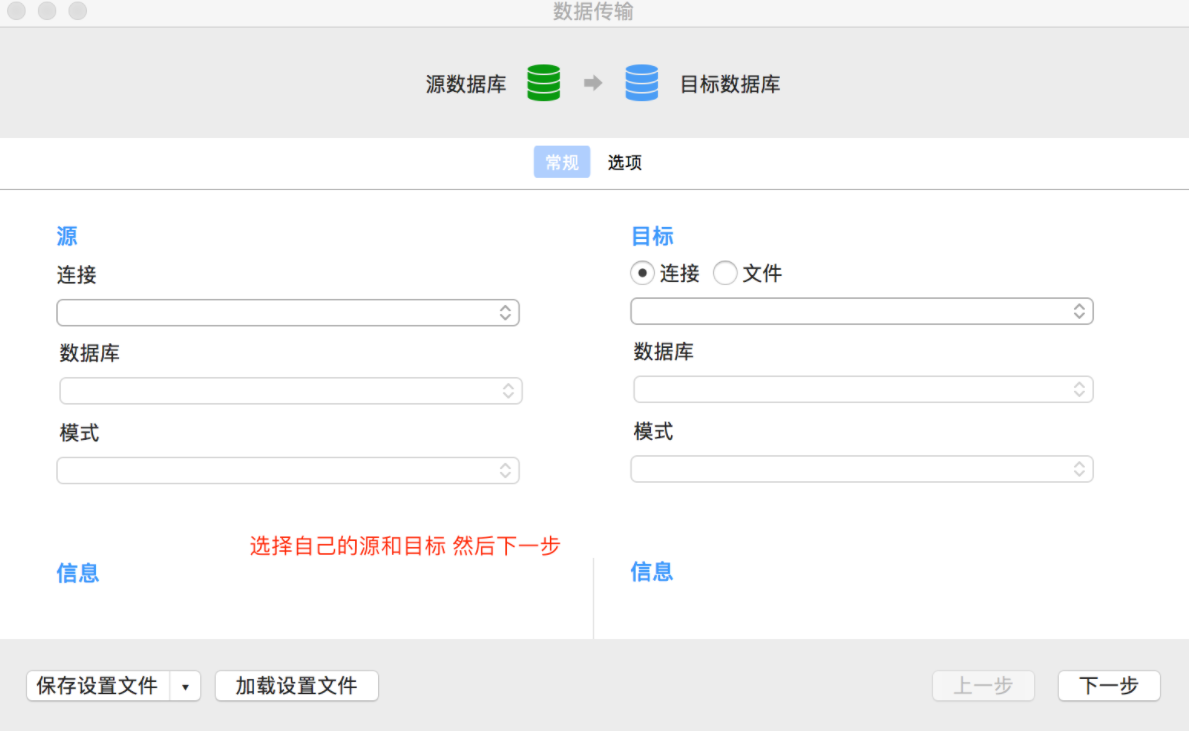 数据传输
源数据库 目标数据库
常规 选项
源
连接
数据库
模式
目标
连接 文件
数据库
模式
选择自己的源和目标 然后下一步
信息
信息
保存设置文件 加载设置文件 上一步 下一步